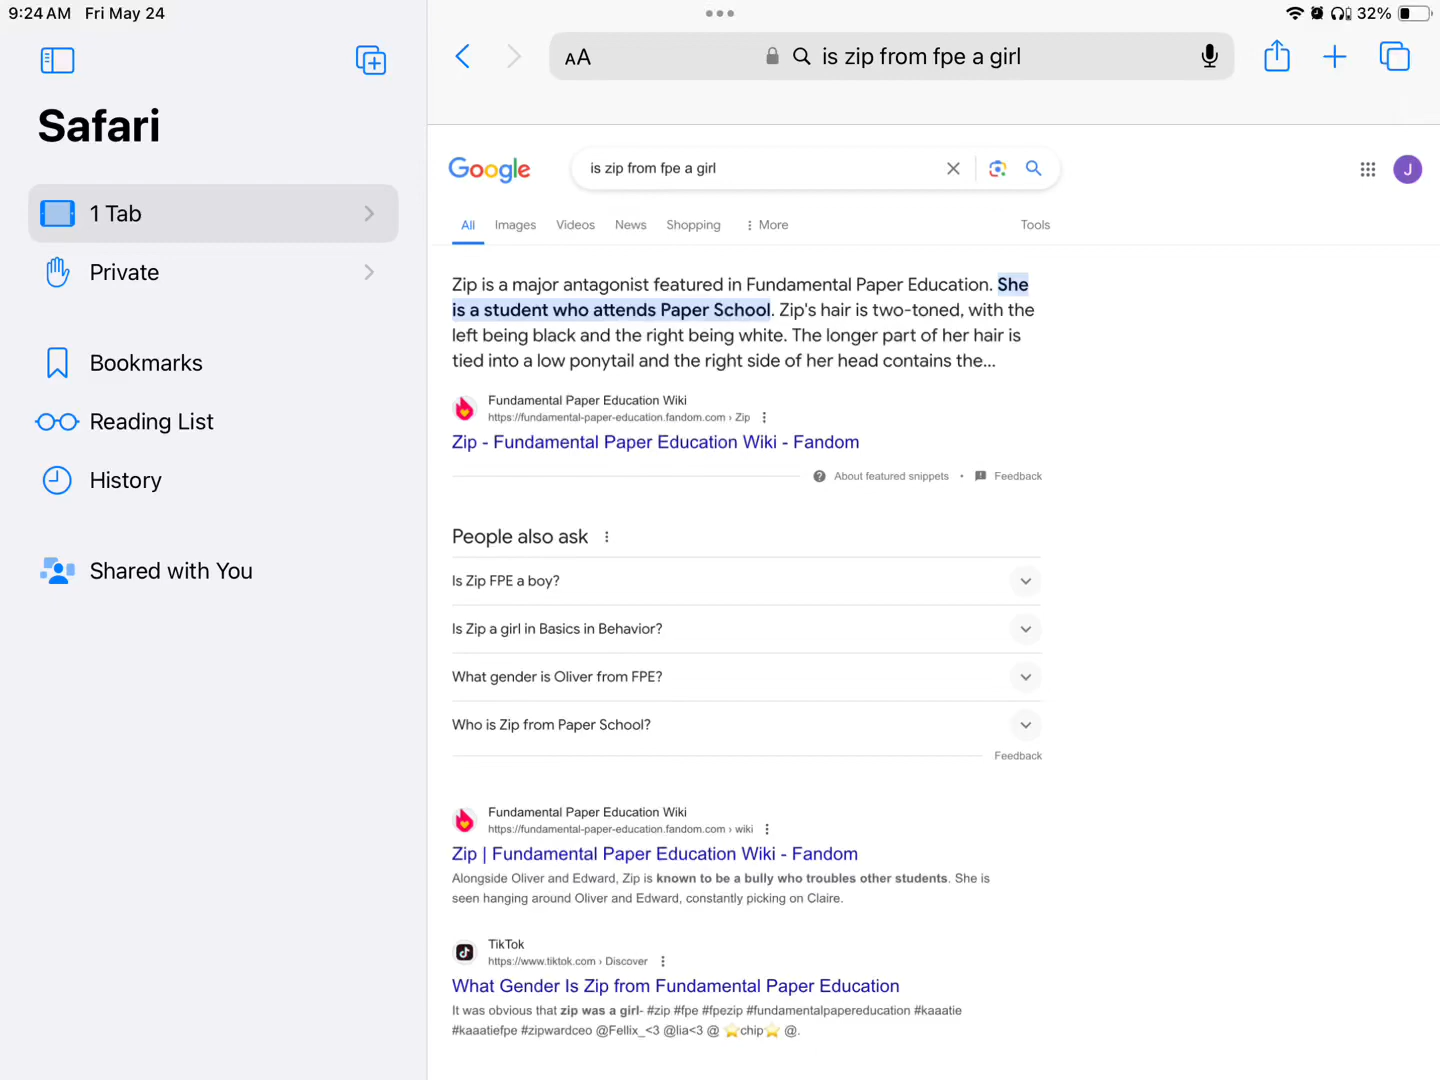 9:24 AM Fri May 24
32%
Safari
1 Tab
Private
Bookmarks
Reading List
History
Shared with You
AA
is zip from fpe a girl
Google
is zip from fpe a girl
J
All Images Videos News Shopping More Tools
Zip is a major antagonist featured in Fundamental Paper Education. She
is a student who attends Paper School. Zip's hair is two-toned, with the
left being black and the right being white. The longer part of her hair is
tied into a low ponytail and the right side of her head contains the...
Fundamental Paper Education Wiki
https://fundamental-paper-education.fandom.com › Zip
Zip - Fundamental Paper Education Wiki - Fandom
About featured snippets • Feedback
People also ask
Is Zip FPE a boy?
Is Zip a girl in Basics in Behavior?
What gender is Oliver from FPE?
Who is Zip from Paper School?
Feedback
Fundamental Paper Education Wiki
https://fundamental-paper-education.fandom.com › wiki
Zip | Fundamental Paper Education Wiki - Fandom
Alongside Oliver and Edward, Zip is known to be a bully who troubles other students. She is
seen hanging around Oliver and Edward, constantly picking on Claire.
TikTok
https://www.tiktok.com › Discover
What Gender Is Zip from Fundamental Paper Education
It was obvious that zip was a girl- #zip #fpe #fpezip #fundamentalpapereducation #kaaatie
#kaaatiefpe #zipwardceo @Fellix_<3 @lia<3 @ ⭐chip⭐ @.